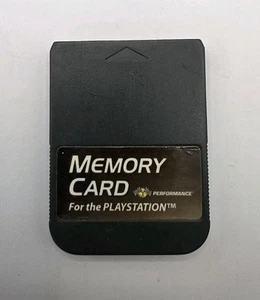 MEMORY
CARD PERFORMANCE
For the PLAYSTATION™